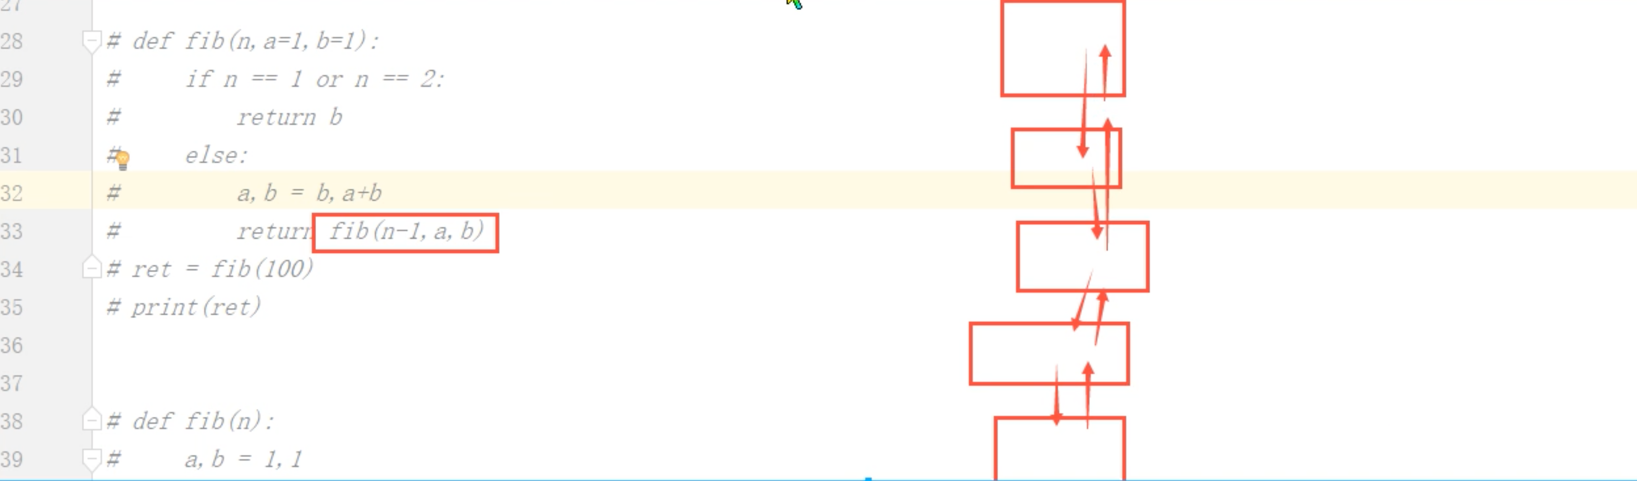 27
28 # def fib(n,a=1,b=1):
29 #     if n == 1 or n == 2:
30 #         return b
31 #     else:
32 #         a,b = b,a+b
33 #         return fib(n-1,a,b)
34 # ret = fib(100)
35 # print(ret)
36
37
38 # def fib(n):
39 #     a,b = 1,1